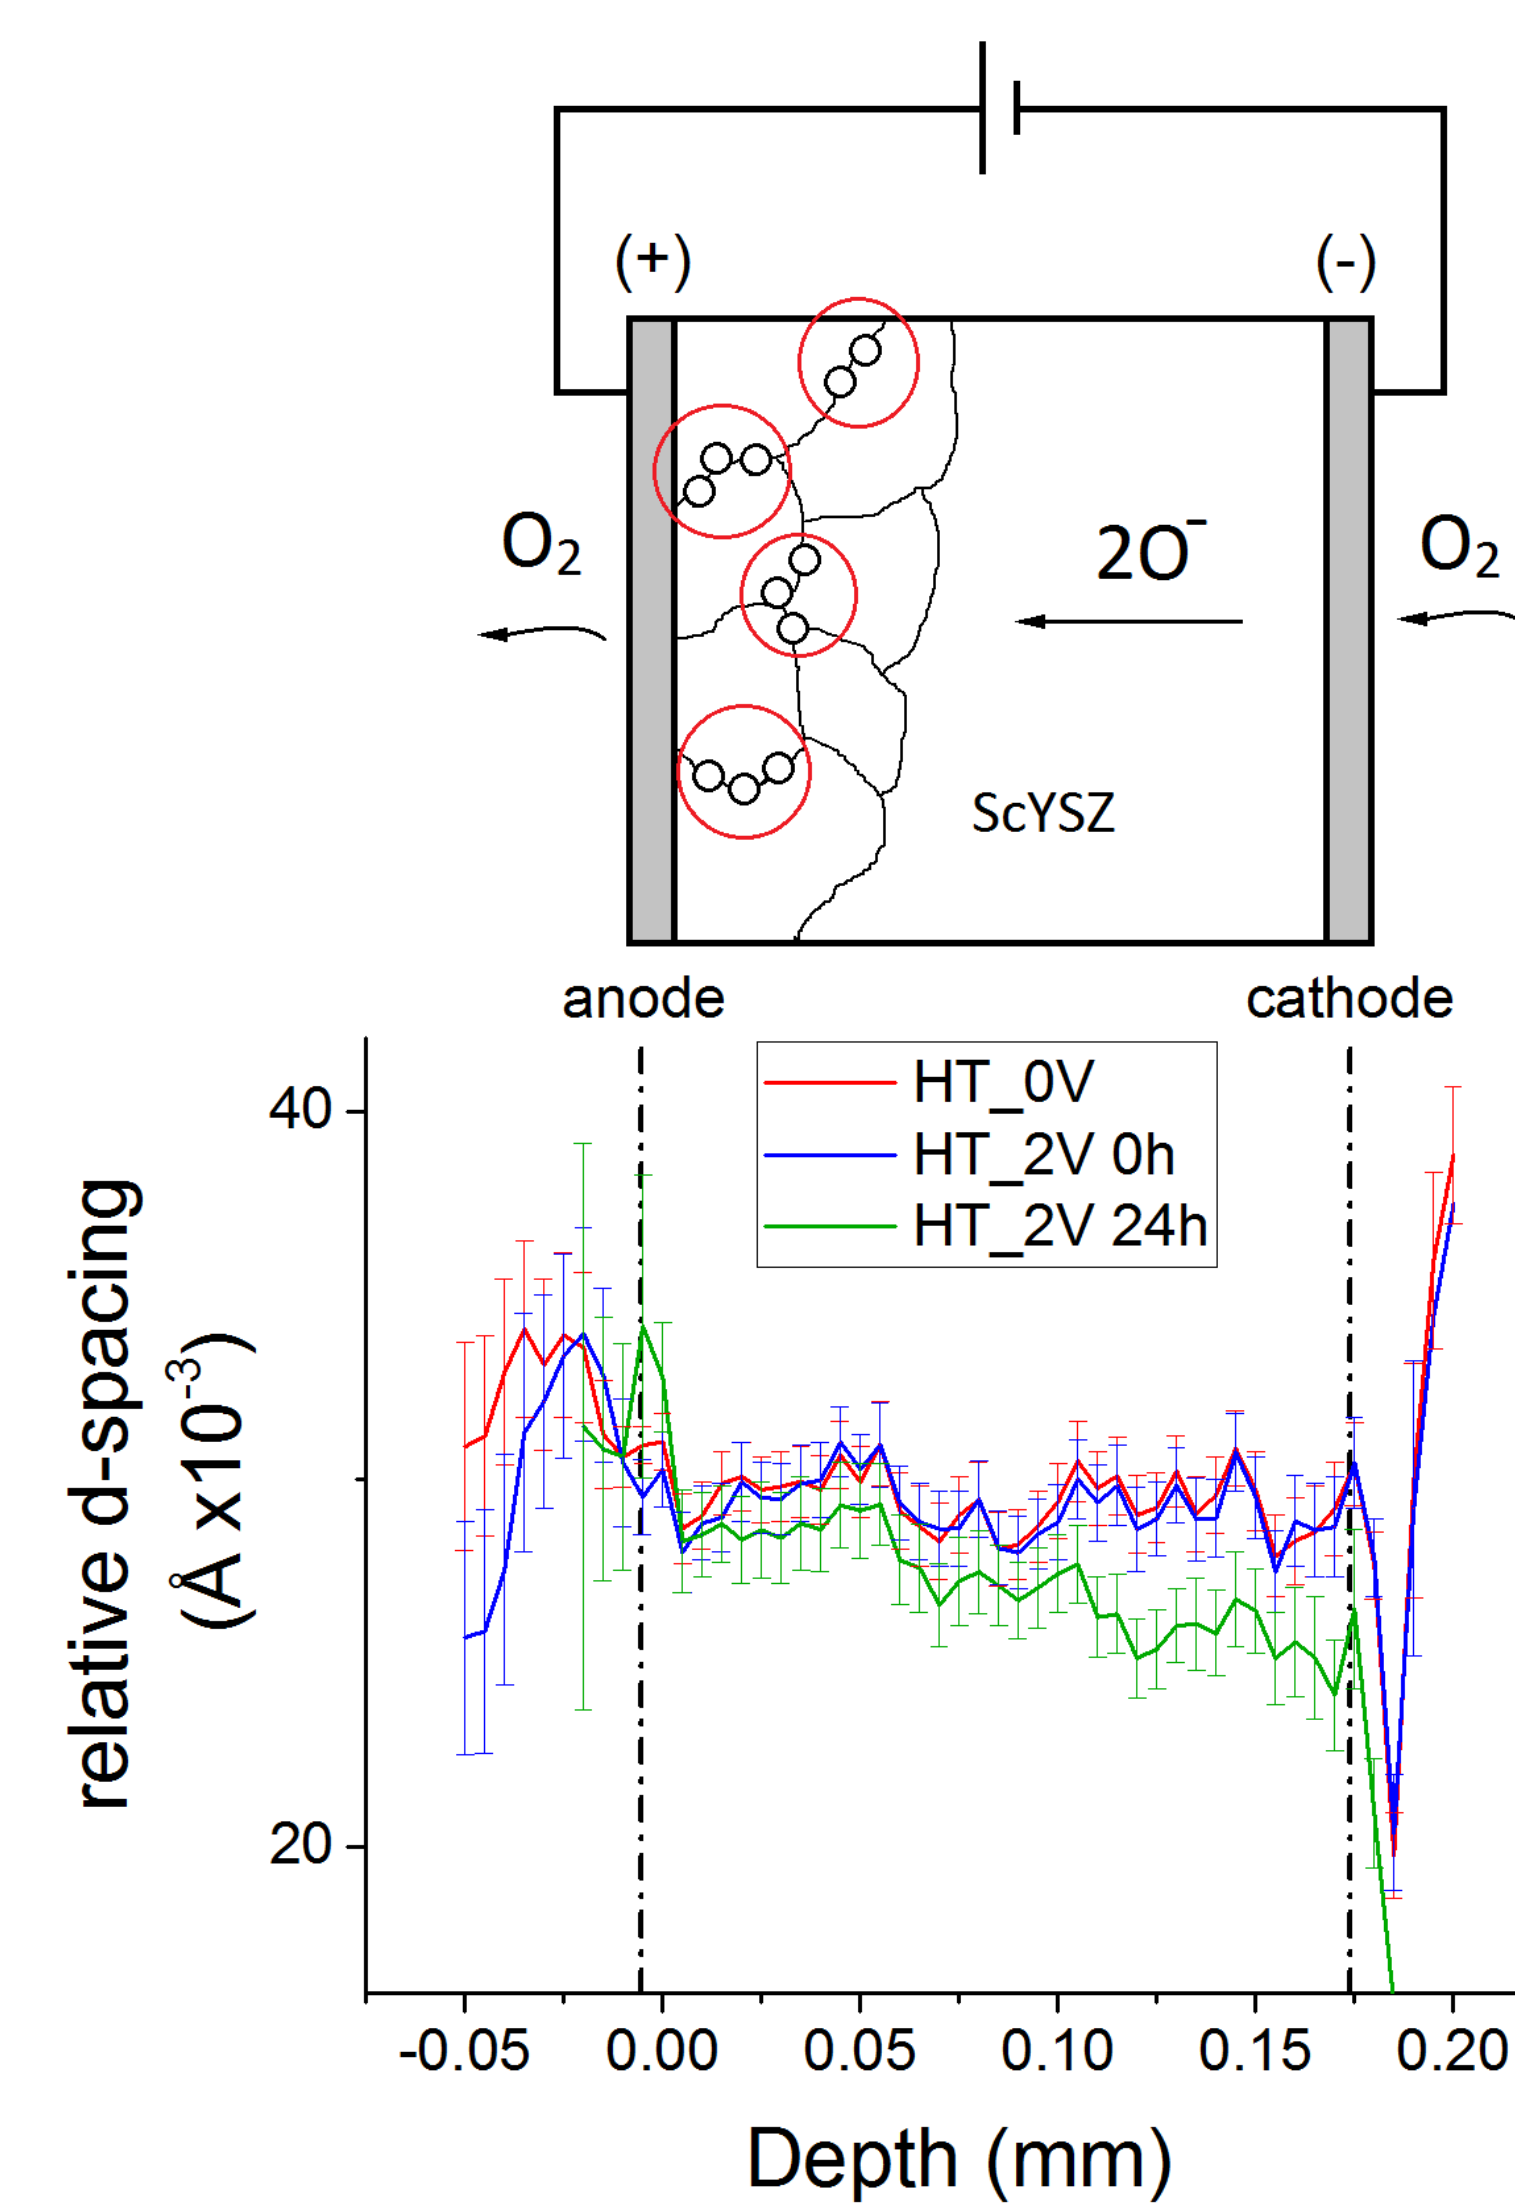 (+) (-)
O₂ 2O⁻ O₂
ScYSZ
anode cathode
HT_0V
HT_2V 0h
HT_2V 24h
40
20
relative d-spacing
(Å x10⁻³)
-0.05 0.00 0.05 0.10 0.15 0.20
Depth (mm)